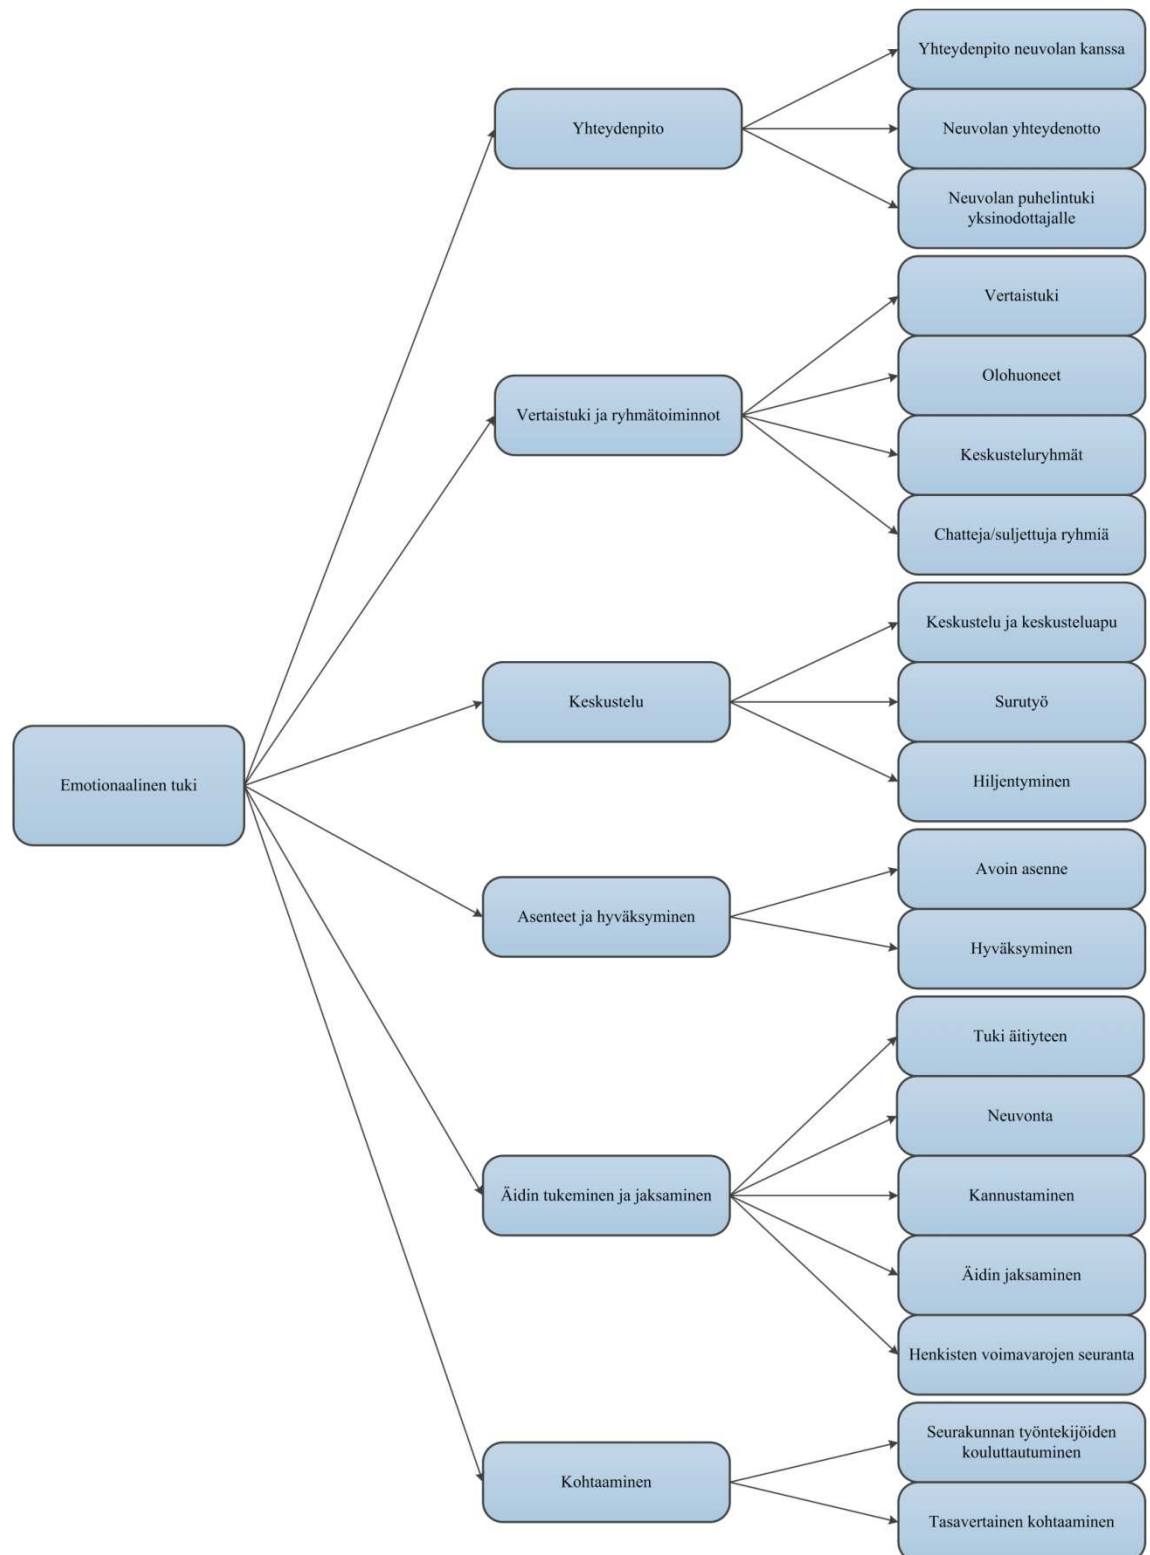 Emotionaalinen tuki
Yhteydenpito
Yhteydenpito neuvolan kanssa
Neuvolan yhteydenotto
Neuvolan puhelintuki
yksinodottajalle
Vertaistuki ja ryhmätoiminnot
Vertaistuki
Olohuoneet
Keskusteluryhmät
Chatteja/suljettuja ryhmiä
Keskustelu
Keskustelu ja keskusteluapu
Surutyö
Hiljentyminen
Asenteet ja hyväksyminen
Avoin asenne
Hyväksyminen
Äidin tukeminen ja jaksaminen
Tuki äitiyteen
Neuvonta
Kannustaminen
Äidin jaksaminen
Henkisten voimavarojen seuranta
Kohtaaminen
Seurakunnan työntekijöiden
kouluttautuminen
Tasavertainen kohtaaminen